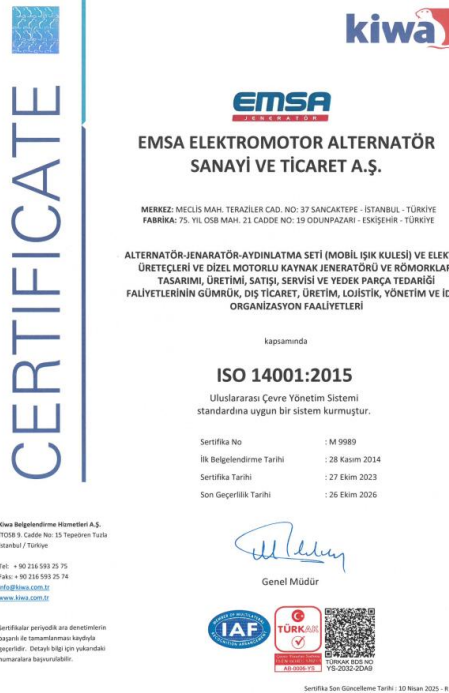 kiwa
CERTIFICATE
EMSA
JENERATÖR
EMSA ELEKTROMOTOR ALTERNATÖR
SANAYİ VE TİCARET A.Ş.
MERKEZ: MECLİS MAH. TERAZİLER CAD. NO: 37 SANCAKTEPE - İSTANBUL - TÜRKİYE
FABRİKA: 75. YIL OSB MAH. 21 CADDE NO: 19 ODUNPAZARI - ESKİŞEHİR - TÜRKİYE
ALTERNATÖR-JENARATÖR-AYDINLATMA SETİ (MOBİL IŞIK KULESİ) VE ELEK
ÜRETEÇLERİ VE DİZEL MOTORLU KAYNAK JENERATÖRÜ VE RÖMORKLAR
TASARIMI, ÜRETİMİ, SATIŞI, SERVİSİ VE YEDEK PARÇA TEDARİĞİ
FALİYETLERİNİN GÜMRÜK, DIŞ TİCARET, ÜRETİM, LOJİSTİK, YÖNETİM VE İD
ORGANİZASYON FAALİYETLERİ
kapsamında
ISO 14001:2015
Uluslararası Çevre Yönetim Sistemi
standardına uygun bir sistem kurmuştur.
Sertifika No : M 9989
İlk Belgelendirme Tarihi : 28 Kasım 2014
Sertifika Tarihi : 27 Ekim 2023
Son Geçerlilik Tarihi : 26 Ekim 2026
Kiwa Belgelendirme Hizmetleri A.Ş.
İTOSB 9. Cadde No: 15 Tepeören Tuzla
İstanbul / Türkiye
Tel: + 90 216 593 25 75
Faks: + 90 216 593 25 74
info@kiwa.com.tr
www.kiwa.com.tr
Genel Müdür
Sertifikalar periyodik ara denetimlerin
başarılı ile tamamlanması kaydıyla
geçerlidir. Detaylı bilgi için yukarıdaki
numaralara başvurulabilir.
IAF
TÜRKAK
AB-0006-YS
TÜRKAK BDS NO
YS-2032-2DA9
Sertifika Son Güncelleme Tarihi : 10 Nisan 2025 - R